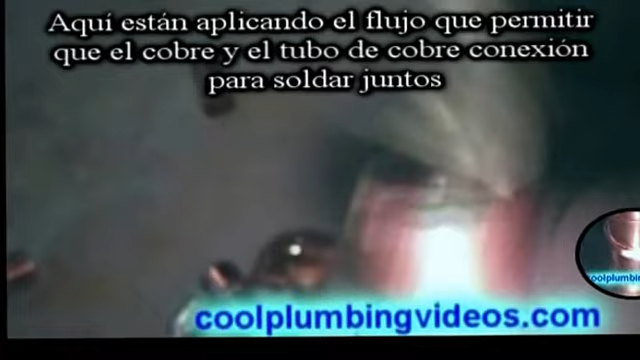 Aquí están aplicando el flujo que permitir
que el cobre y el tubo de cobre conexión
para soldar juntos
coolplumbingvideos.com